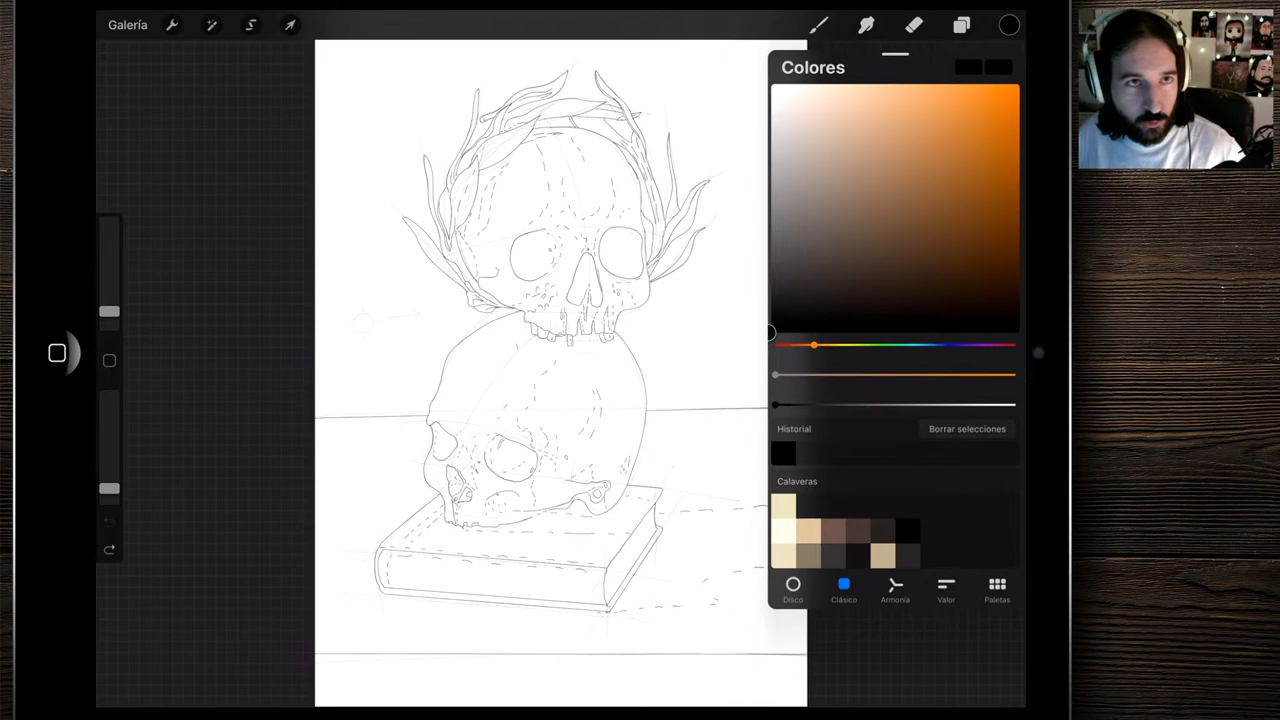 Galería
Colores
Historial
Borrar selecciones
Calaveras
Disco
Clásico
Armonía
Valor
Paletas